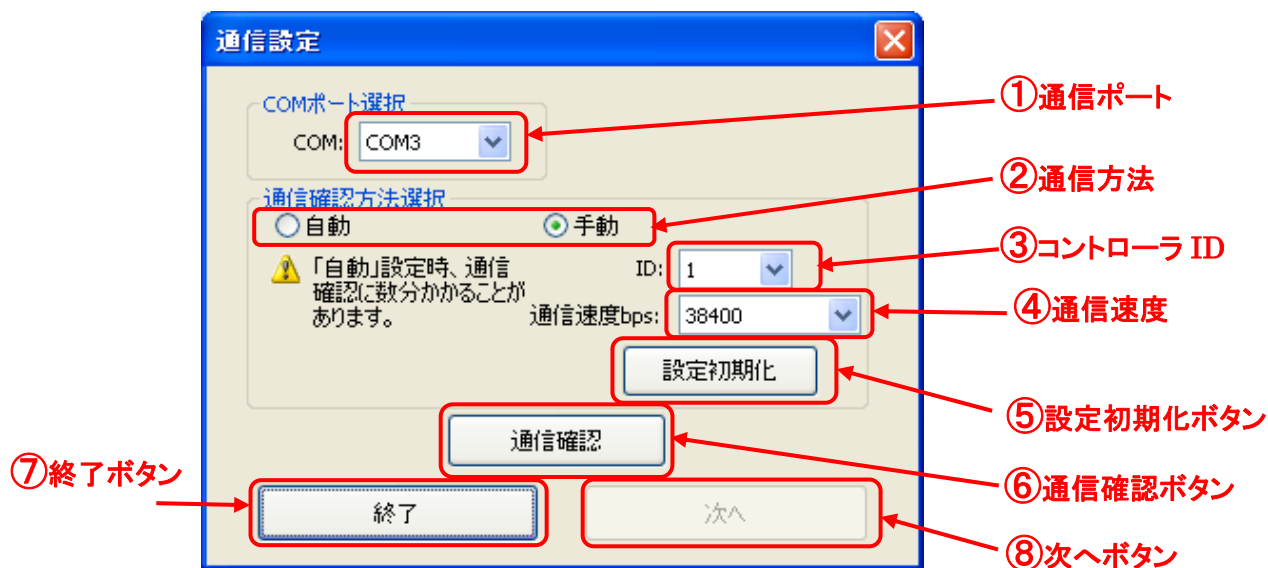 通信設定
COMポート選択
COM: COM3
①通信ポート
通信確認方法選択
自動 手動
②通信方法
「自動」設定時、通信
確認に数分かかることが
あります。
ID: 1
③コントローラ ID
通信速度bps: 38400
④通信速度
設定初期化
⑤設定初期化ボタン
通信確認
⑥通信確認ボタン
⑦終了ボタン
終了
次へ
⑧次へボタン